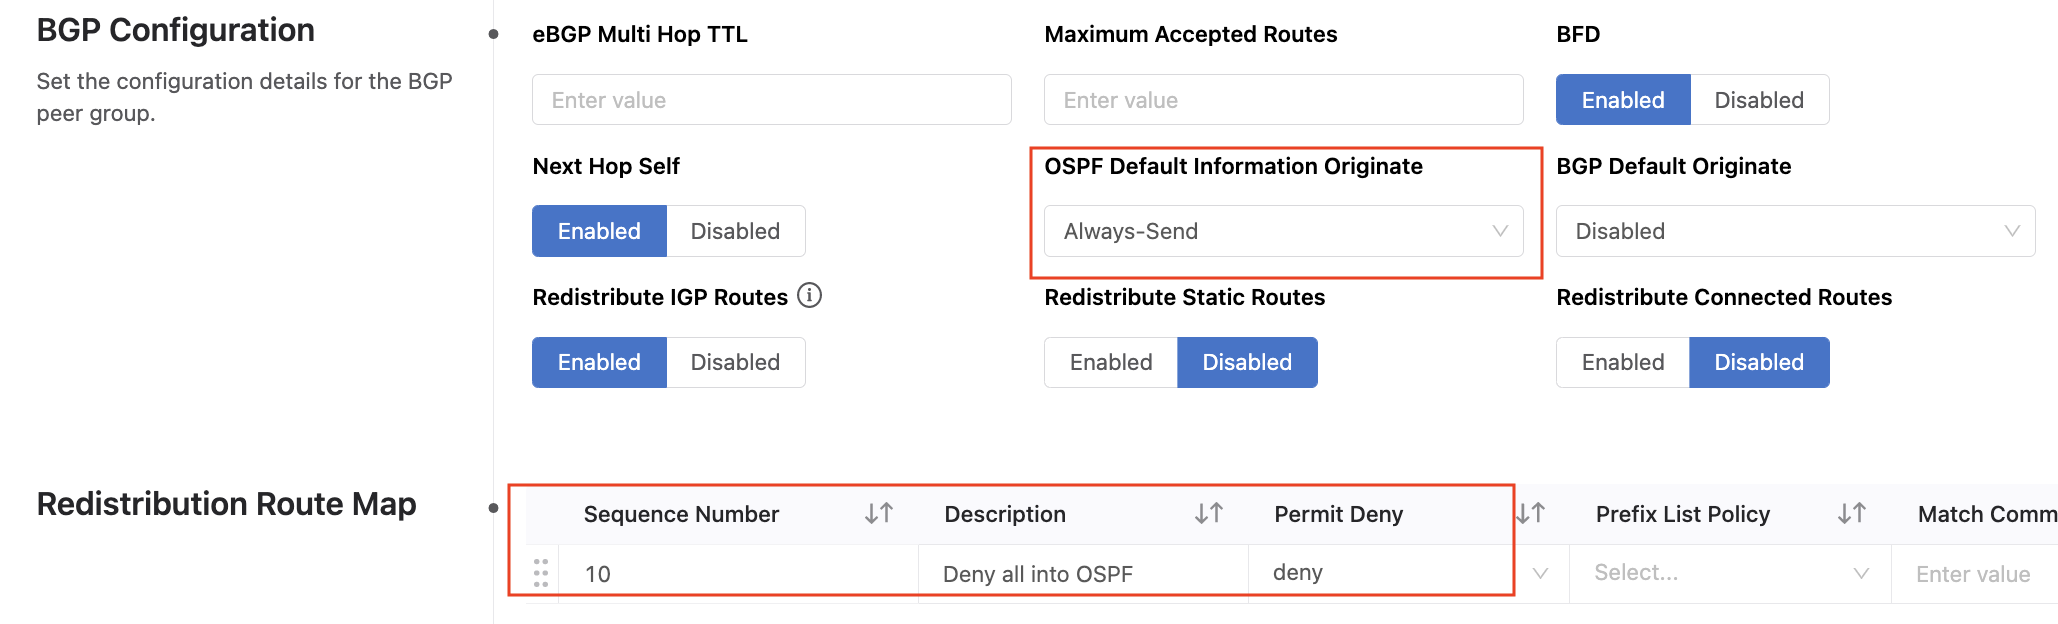 BGP Configuration
Set the configuration details for the BGP
peer group.
eBGP Multi Hop TTL
Maximum Accepted Routes
BFD
Enter value
Enter value
Enabled
Disabled
Next Hop Self
OSPF Default Information Originate
BGP Default Originate
Enabled
Disabled
Always-Send
Disabled
Redistribute IGP Routes
Redistribute Static Routes
Redistribute Connected Routes
Enabled
Disabled
Enabled
Disabled
Enabled
Disabled
Redistribution Route Map
Sequence Number
Description
Permit Deny
Prefix List Policy
Match Comm
10
Deny all into OSPF
deny
Select...
Enter value